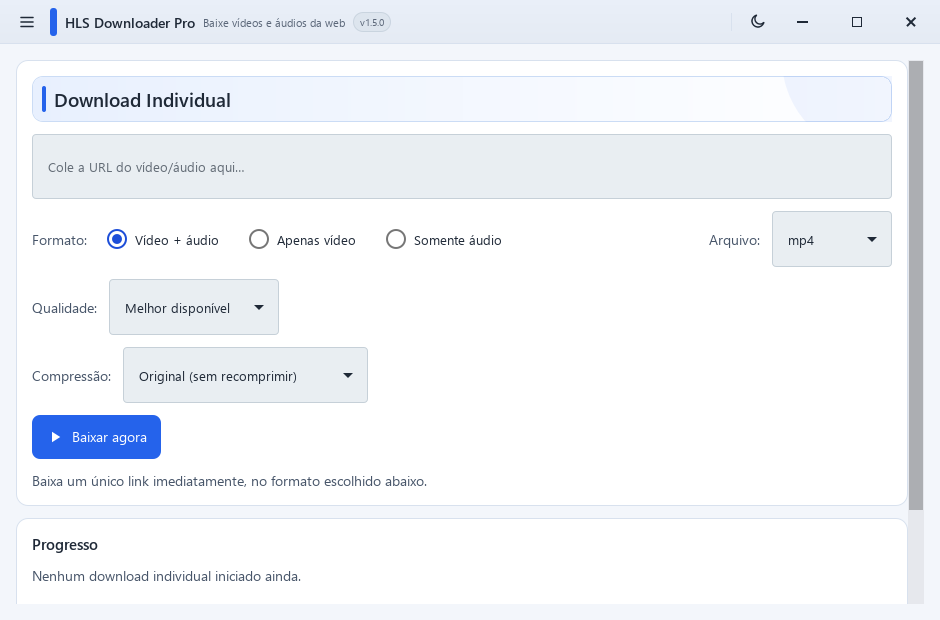 HLS Downloader Pro Baixe vídeos e áudios da web v1.5.0
Download Individual
Cole a URL do vídeo/áudio aqui...
Formato: Vídeo + áudio Apenas vídeo Somente áudio Arquivo: mp4
Qualidade: Melhor disponível
Compressão: Original (sem recomprimir)
Baixar agora
Baixa um único link imediatamente, no formato escolhido abaixo.
Progresso
Nenhum download individual iniciado ainda.